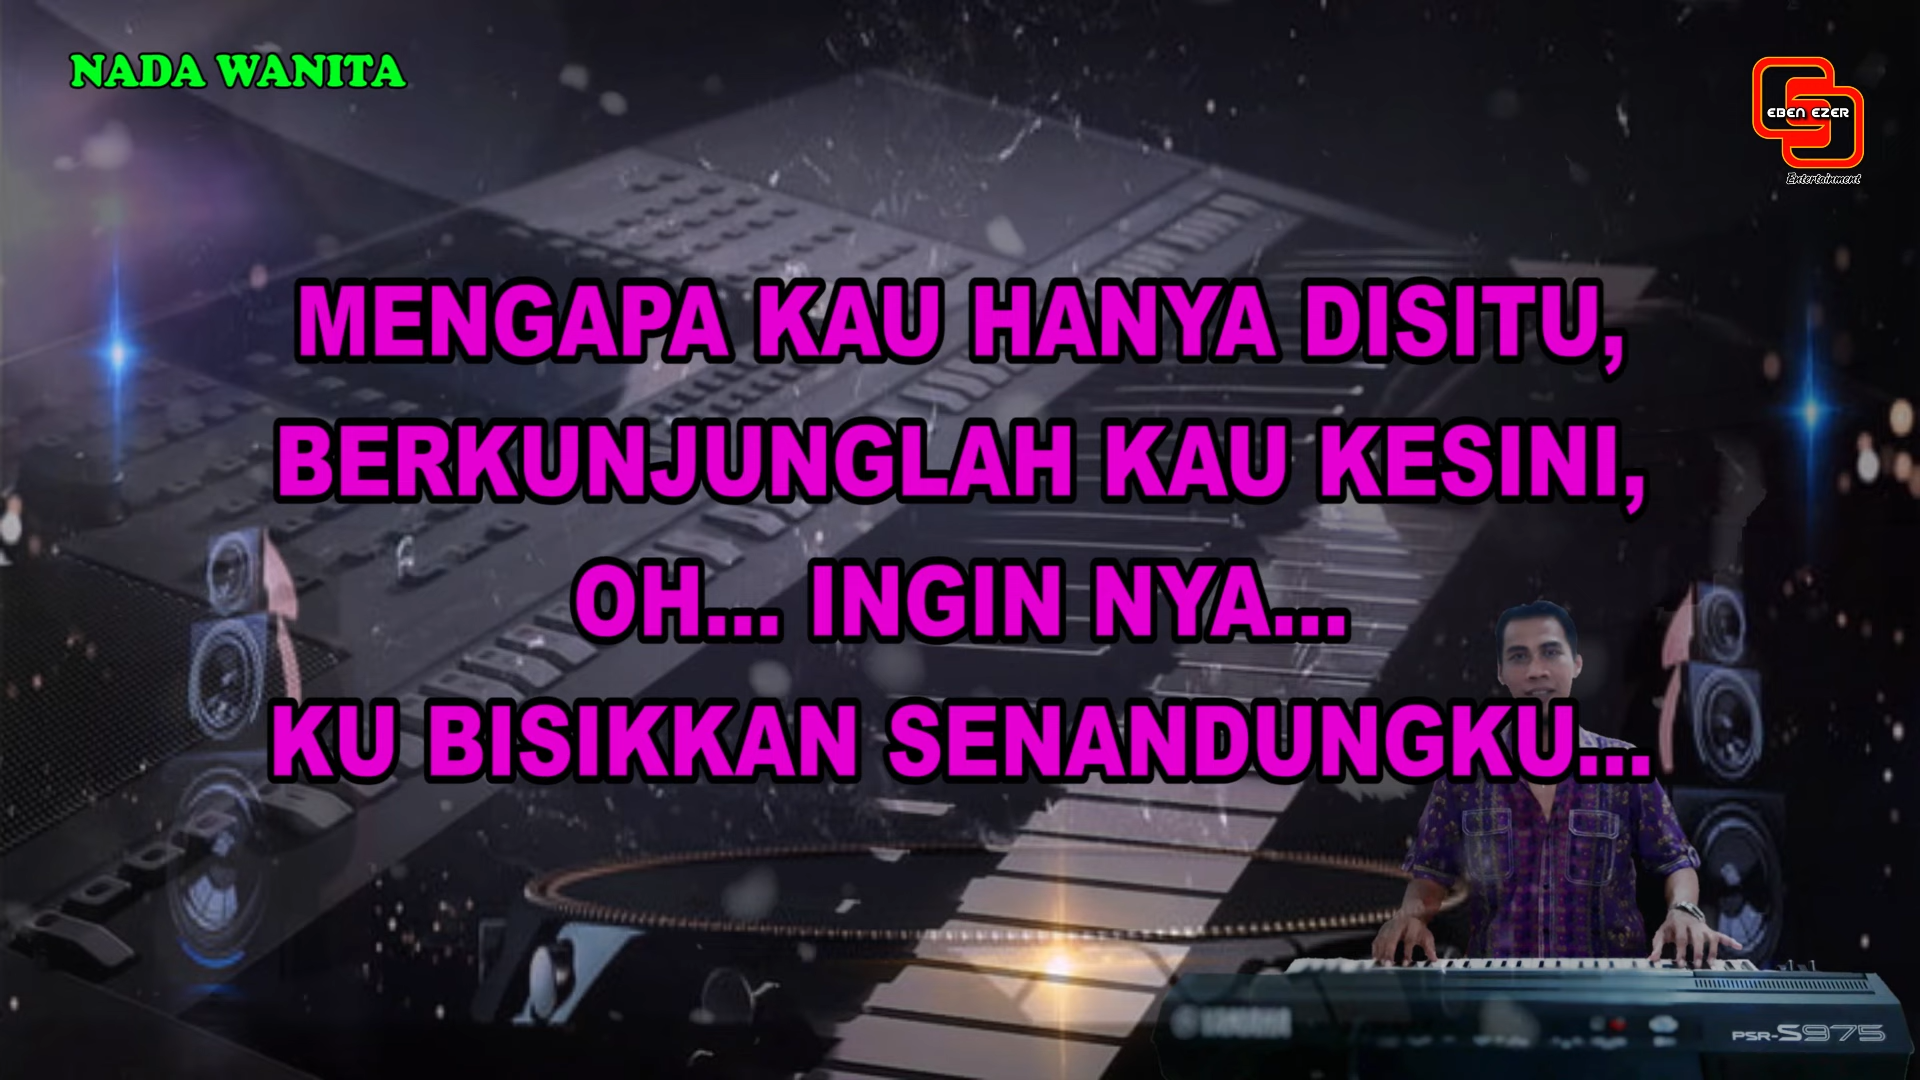 NADA WANITA
EBEN EZER
Entertainment
MENGAPA KAU HANYA DISITU,
BERKUNJUNGLAH KAU KESINI,
OH... INGIN NYA...
KU BISIKKAN SENANDUNGKU...
PSR-S975